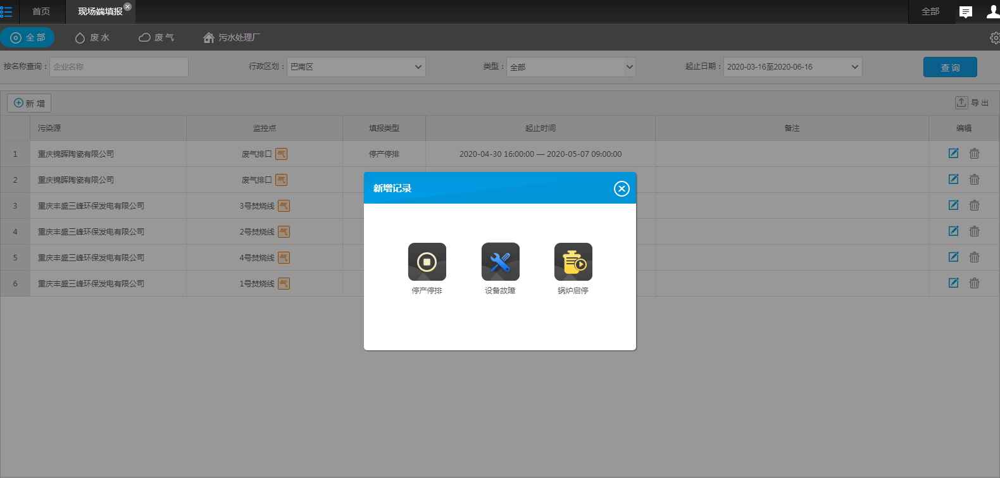 首页 现场端填报 全部
全部 废水 废气 污水处理厂
按名称查询： 企业名称 行政区划： 巴南区 类型： 全部 起止日期： 2020-03-16至2020-06-16 查询
新增 导出
污染源 监控点 填报类型 起止时间 备注 编辑
1 重庆锦晖陶瓷有限公司 废气排口 气 停产停排 2020-04-30 16:00:00 — 2020-05-07 09:00:00
2 重庆锦晖陶瓷有限公司 废气排口 气
3 重庆丰盛三峰环保发电有限公司 3号焚烧线 气
4 重庆丰盛三峰环保发电有限公司 2号焚烧线 气
5 重庆丰盛三峰环保发电有限公司 4号焚烧线 气
6 重庆丰盛三峰环保发电有限公司 1号焚烧线 气
新增记录
停产停排 设备故障 锅炉启停